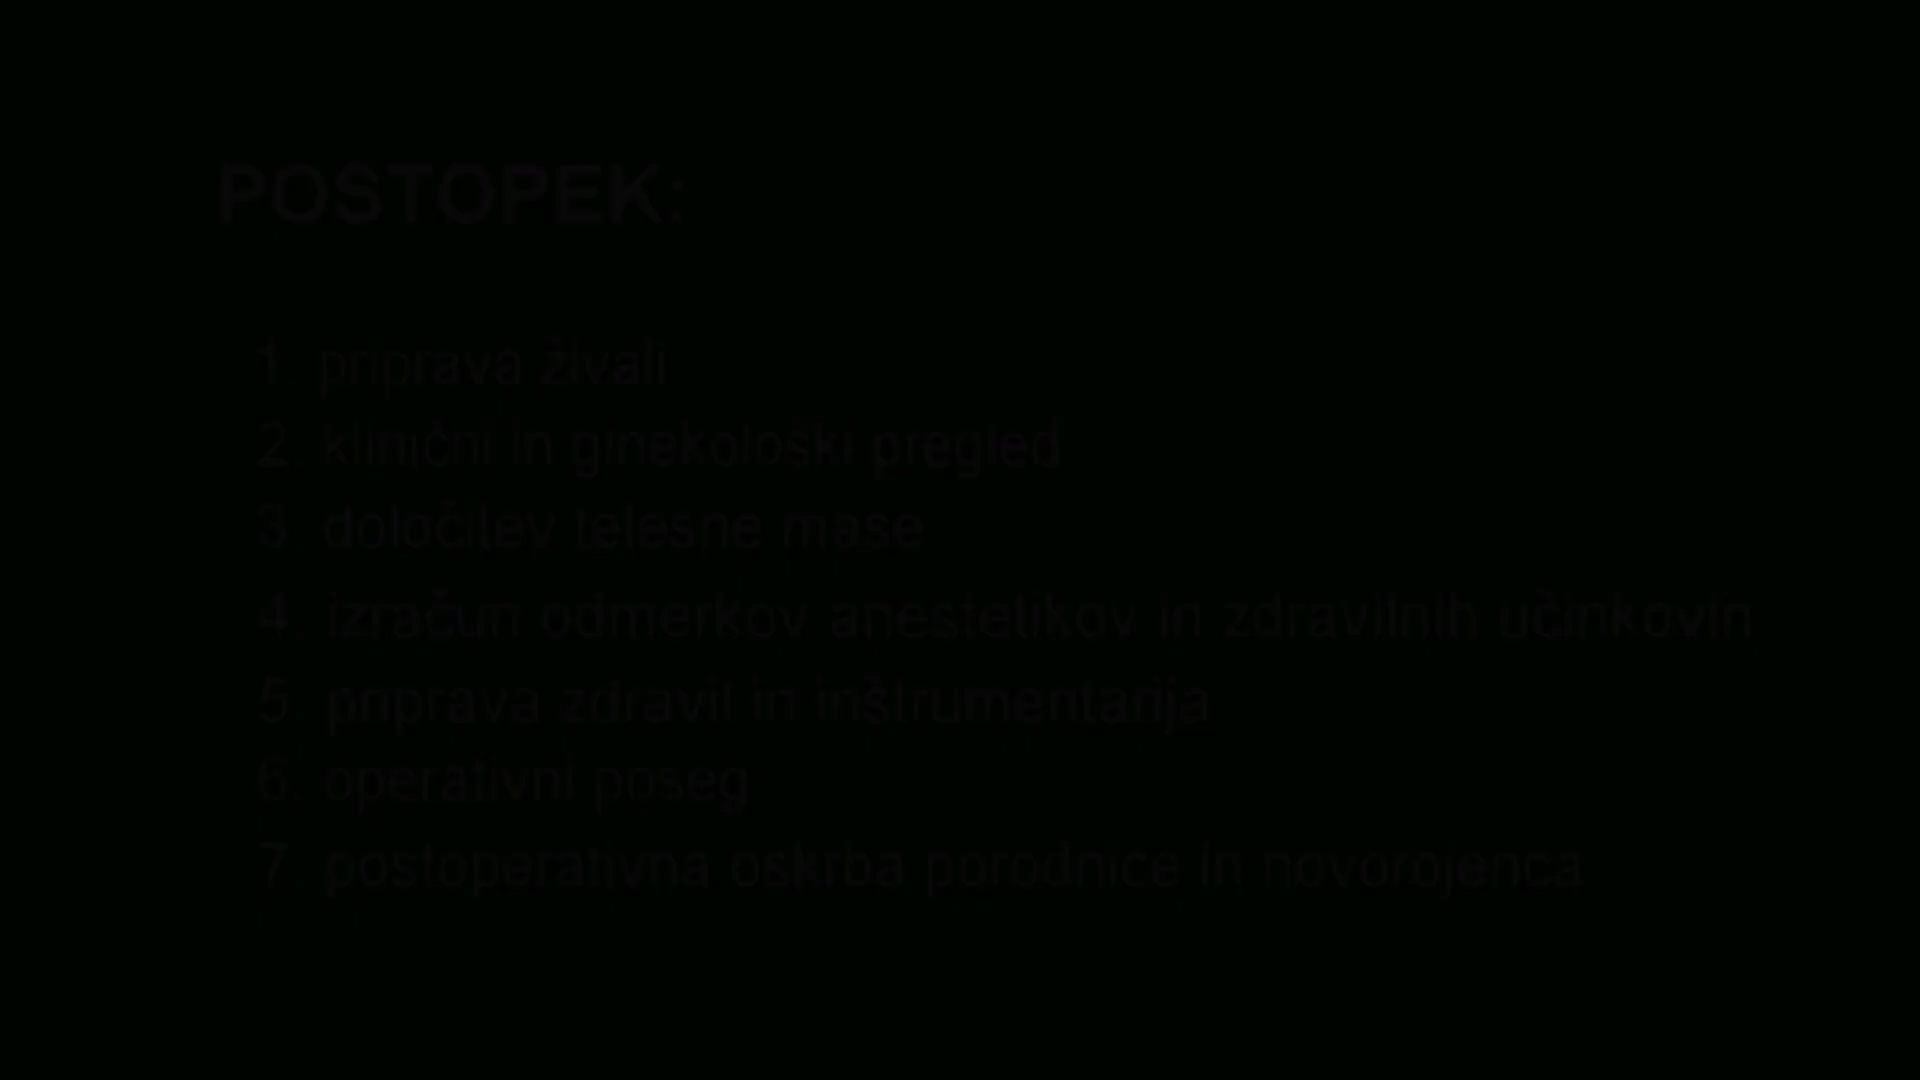 POSTOPEK:
1. priprava živali
2. klinični in ginekološki pregled
3. določitev telesne mase
4. izračun odmerkov anestetikov in zdravilnih učinkovin
5. priprava zdravil in inštrumentarija
6. operativni poseg
7. postoperativna oskrba porodnice in novorojenca